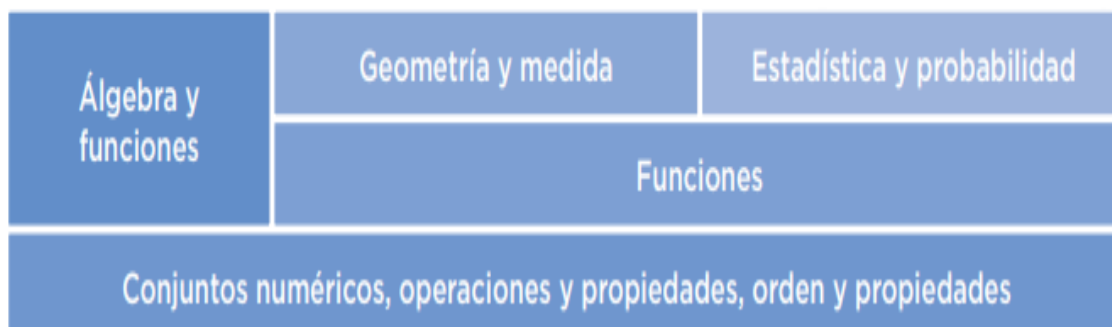 Álgebra y
funciones
Geometría y medida
Estadística y probabilidad
Funciones
Conjuntos numéricos, operaciones y propiedades, orden y propiedades